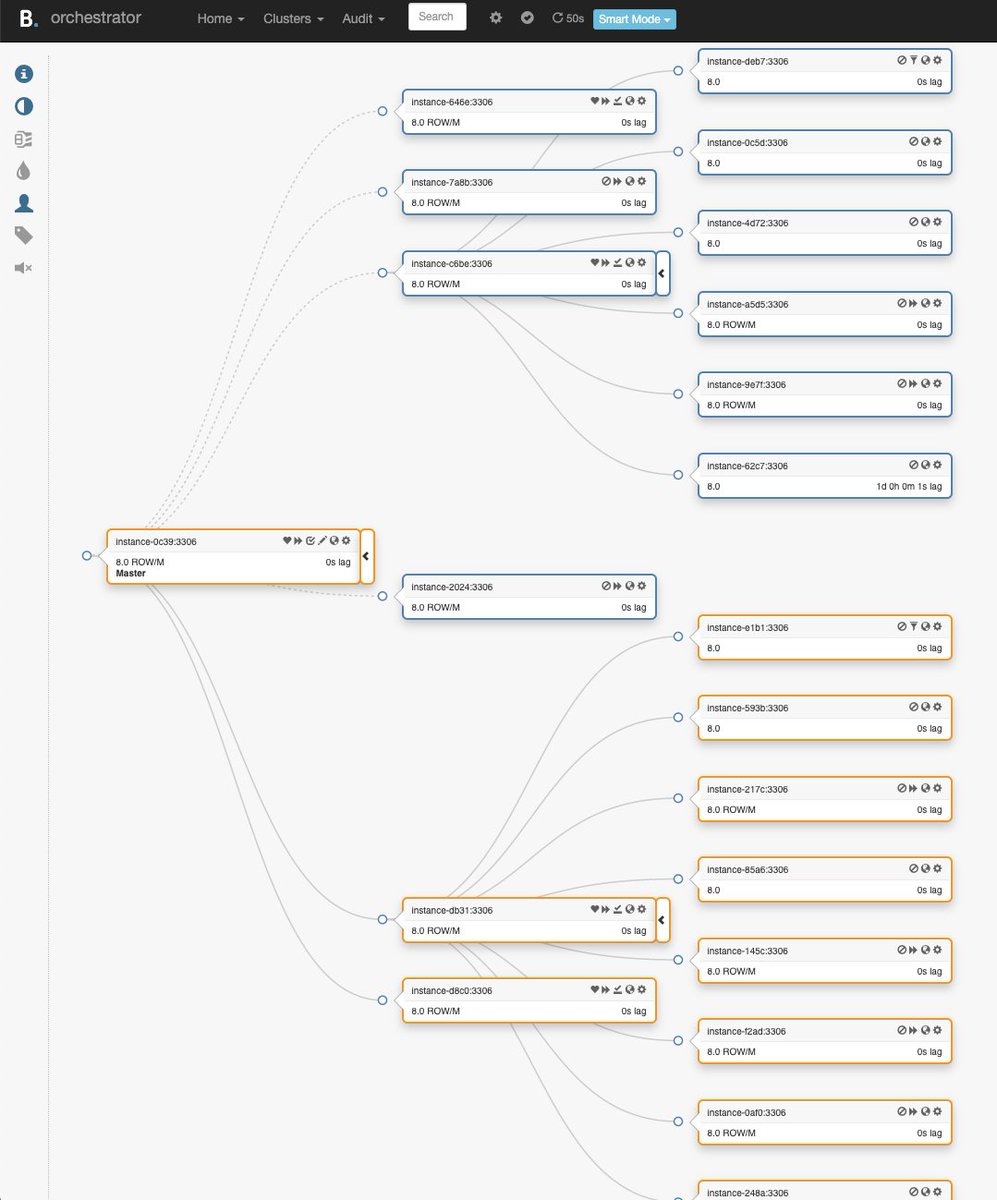 B. orchestrator Home Clusters Audit Search 50s Smart Mode
instance-deb7:3306
8.0 0s lag
instance-646e:3306
8.0 ROW/M 0s lag
instance-0c5d:3306
8.0 0s lag
instance-7a8b:3306
8.0 ROW/M 0s lag
instance-4d72:3306
8.0 0s lag
instance-c6be:3306
8.0 ROW/M 0s lag
instance-a5d5:3306
8.0 ROW/M 0s lag
instance-9e7f:3306
8.0 ROW/M 0s lag
instance-62c7:3306
8.0 1d 0h 0m 1s lag
instance-0c39:3306
8.0 ROW/M 0s lag
Master
instance-2024:3306
8.0 ROW/M 0s lag
instance-e1b1:3306
8.0 0s lag
instance-593b:3306
8.0 0s lag
instance-217c:3306
8.0 ROW/M 0s lag
instance-85a6:3306
8.0 0s lag
instance-db31:3306
8.0 ROW/M 0s lag
instance-145c:3306
8.0 ROW/M 0s lag
instance-d8c0:3306
8.0 ROW/M 0s lag
instance-f2ad:3306
8.0 ROW/M 0s lag
instance-0af0:3306
8.0 ROW/M 0s lag
instance-248a:3306